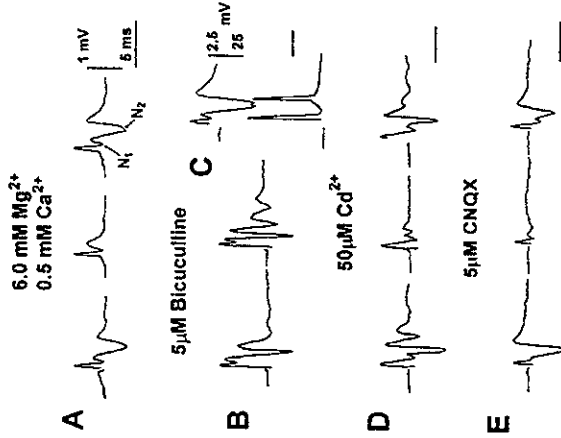 6.0 mM Mg²⁺
0.5 mM Ca²⁺
A
1 mV
5 ms
N₁
N₂
5µM Bicuculline
B
C
2.5 mV
25
50µM Cd²⁺
D
5µM CNQX
E